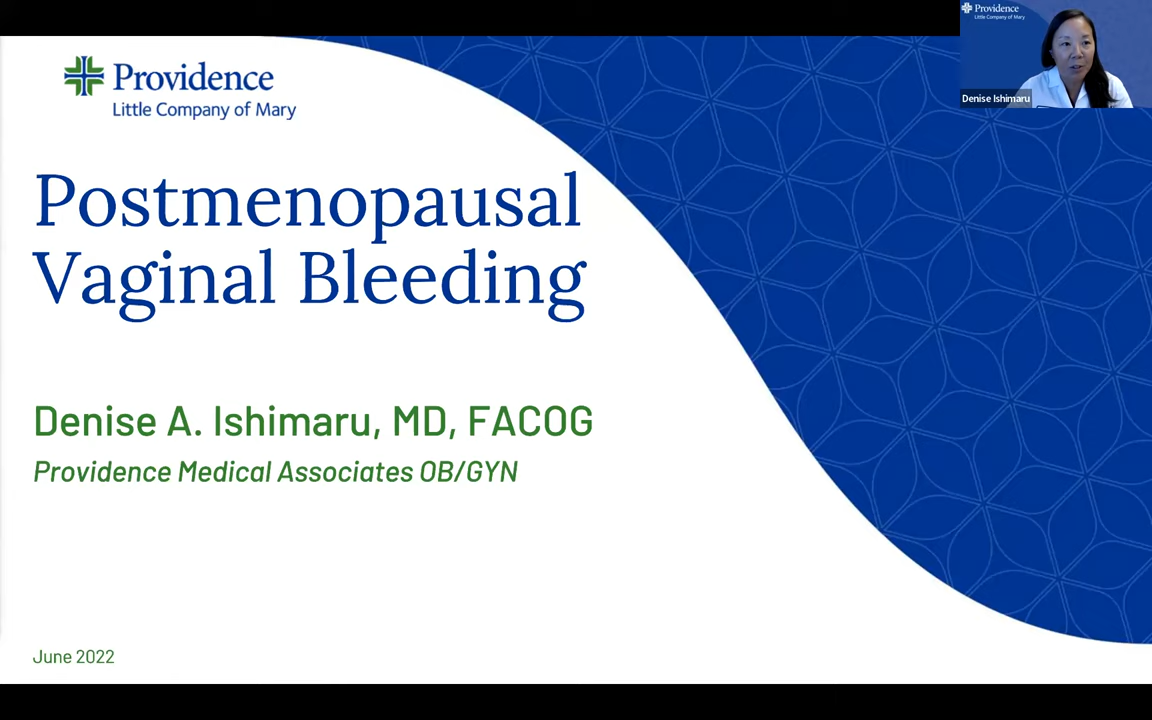 Providence
Little Company of Mary
Postmenopausal
Vaginal Bleeding
Denise A. Ishimaru, MD, FACOG
Providence Medical Associates OB/GYN
June 2022
Providence
Little Company of Mary
Denise Ishimaru